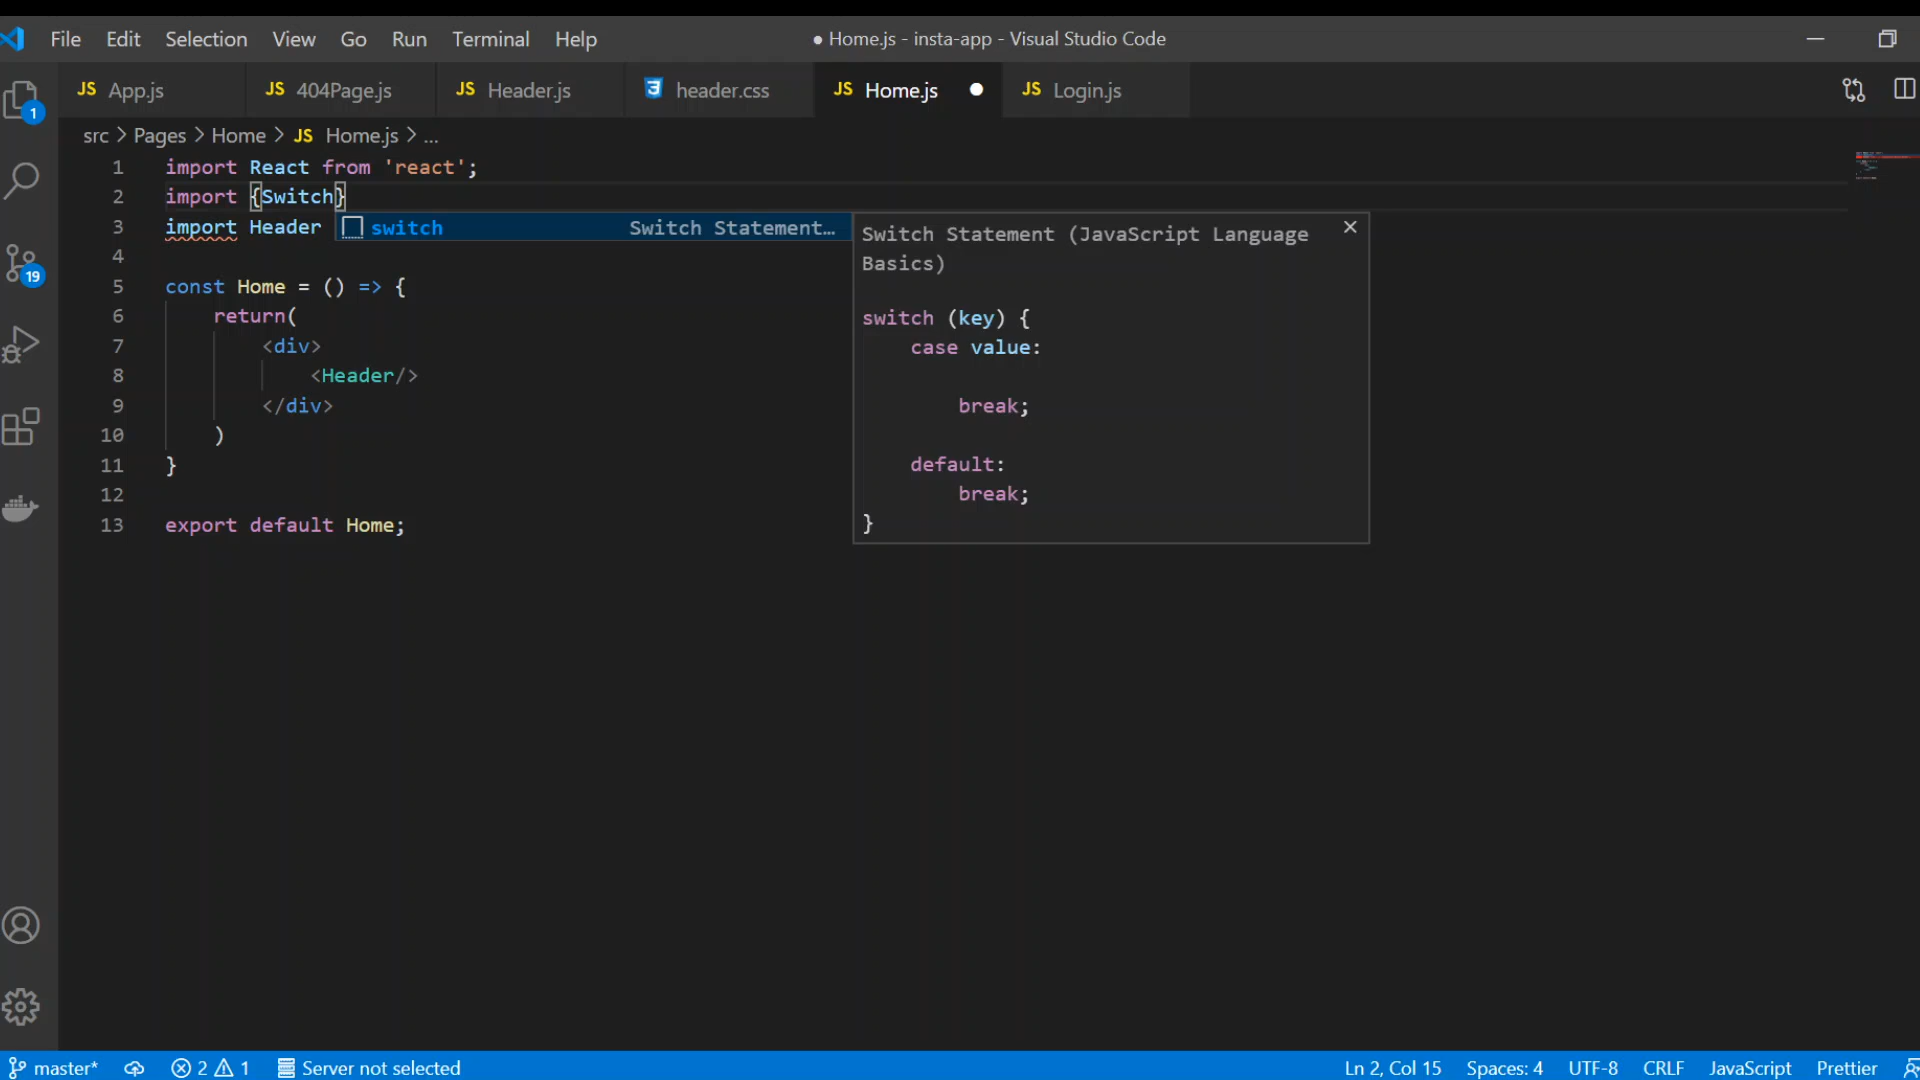 File Edit Selection View Go Run Terminal Help ● Home.js - insta-app - Visual Studio Code
1 JS App.js JS 404Page.js JS Header.js header.css JS Home.js JS Login.js
src > Pages > Home > JS Home.js > ...
1 import React from 'react';
2 import {Switch}
3 import Header
switch Switch Statement…
4
5 const Home = () => {
6 return(
7 <div>
8 <Header/>
9 </div>
10 )
11 }
12
13 export default Home;
Switch Statement (JavaScript Language
Basics)
switch (key) {
case value:
break;
default:
break;
}
19
master* 2 1 Server not selected Ln 2, Col 15 Spaces: 4 UTF-8 CRLF JavaScript Prettier